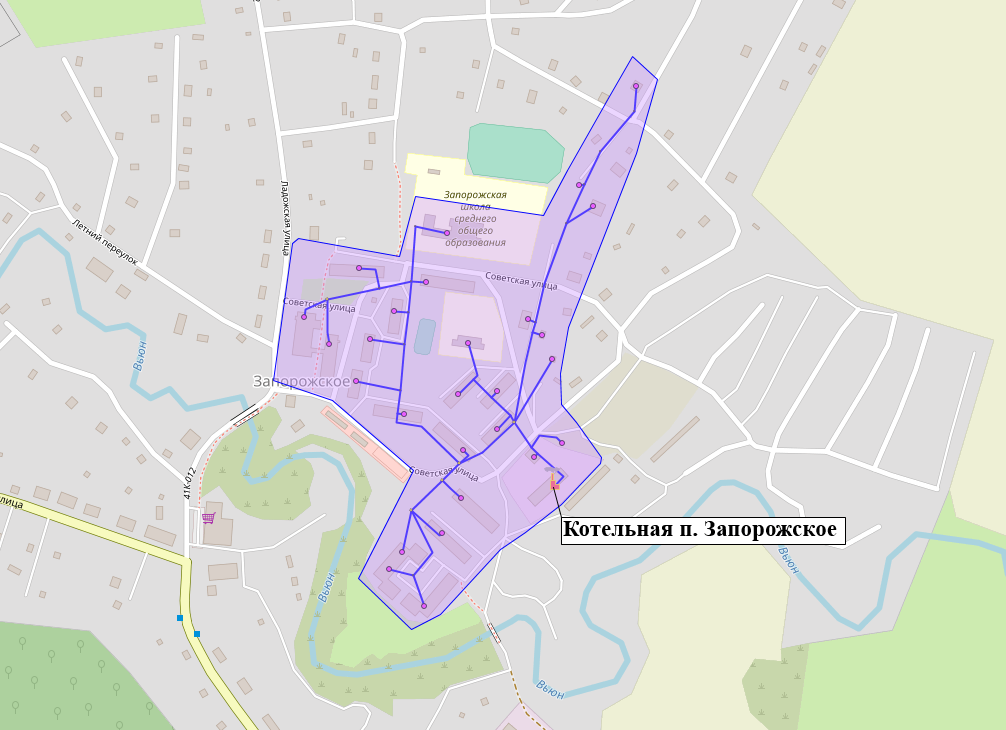 Запорожская
школа
среднего
общего
образования
Ладожская улица
Летний переулок
Советская улица
Советская улица
Вьюн
Запорожское
Советская улица
41К-012
улица
Котельная п. Запорожское
Вьюн
Вьюн
Вьюн